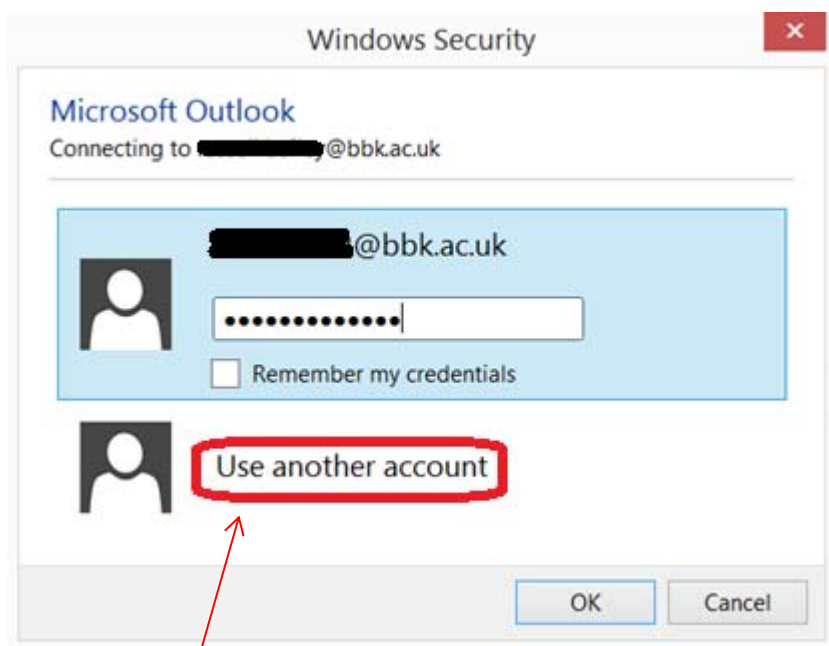 Windows Security
Microsoft Outlook
Connecting to @bbk.ac.uk
@bbk.ac.uk
•••••••••••••
Remember my credentials
Use another account
OK Cancel